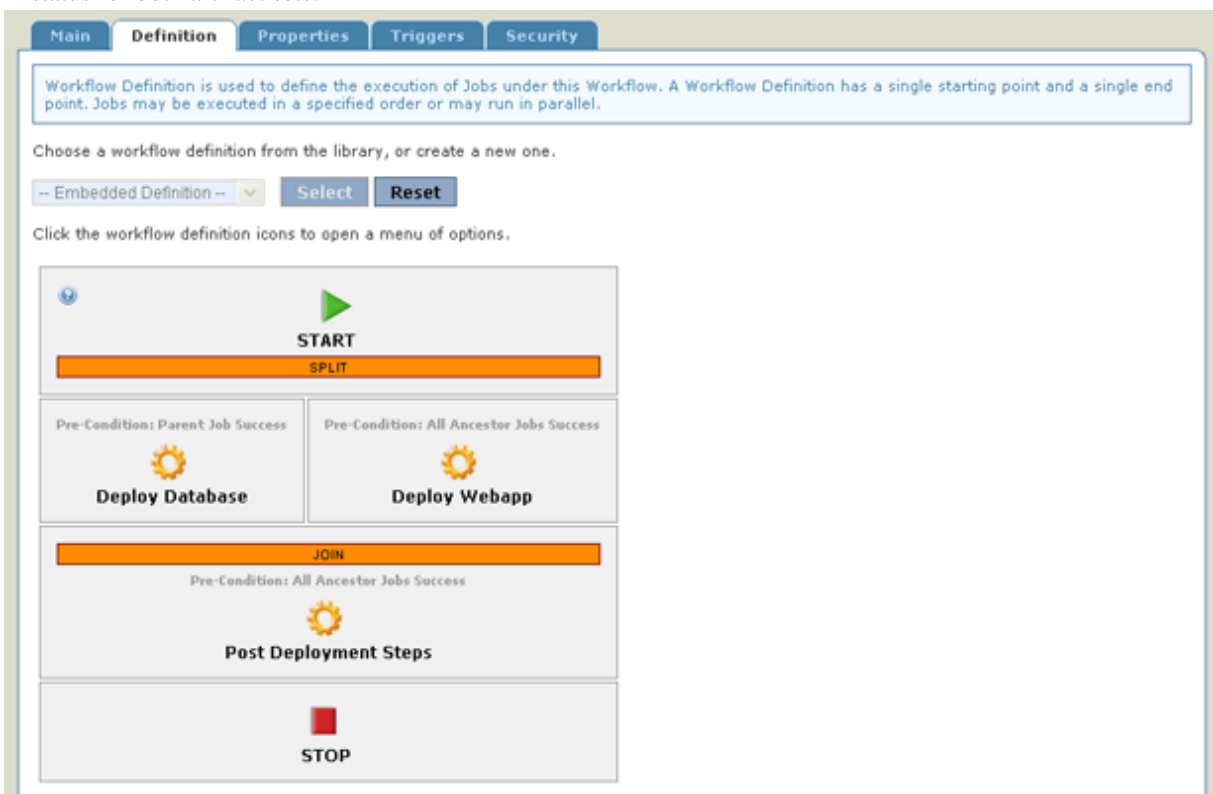 Main Definition Properties Triggers Security
Workflow Definition is used to define the execution of Jobs under this Workflow. A Workflow Definition has a single starting point and a single end
point. Jobs may be executed in a specified order or may run in parallel.
Choose a workflow definition from the library, or create a new one.
-- Embedded Definition -- Select Reset
Click the workflow definition icons to open a menu of options.
START
SPLIT
Pre-Condition: Parent Job Success
Deploy Database
Pre-Condition: All Ancestor Jobs Success
Deploy Webapp
JOIN
Pre-Condition: All Ancestor Jobs Success
Post Deployment Steps
STOP